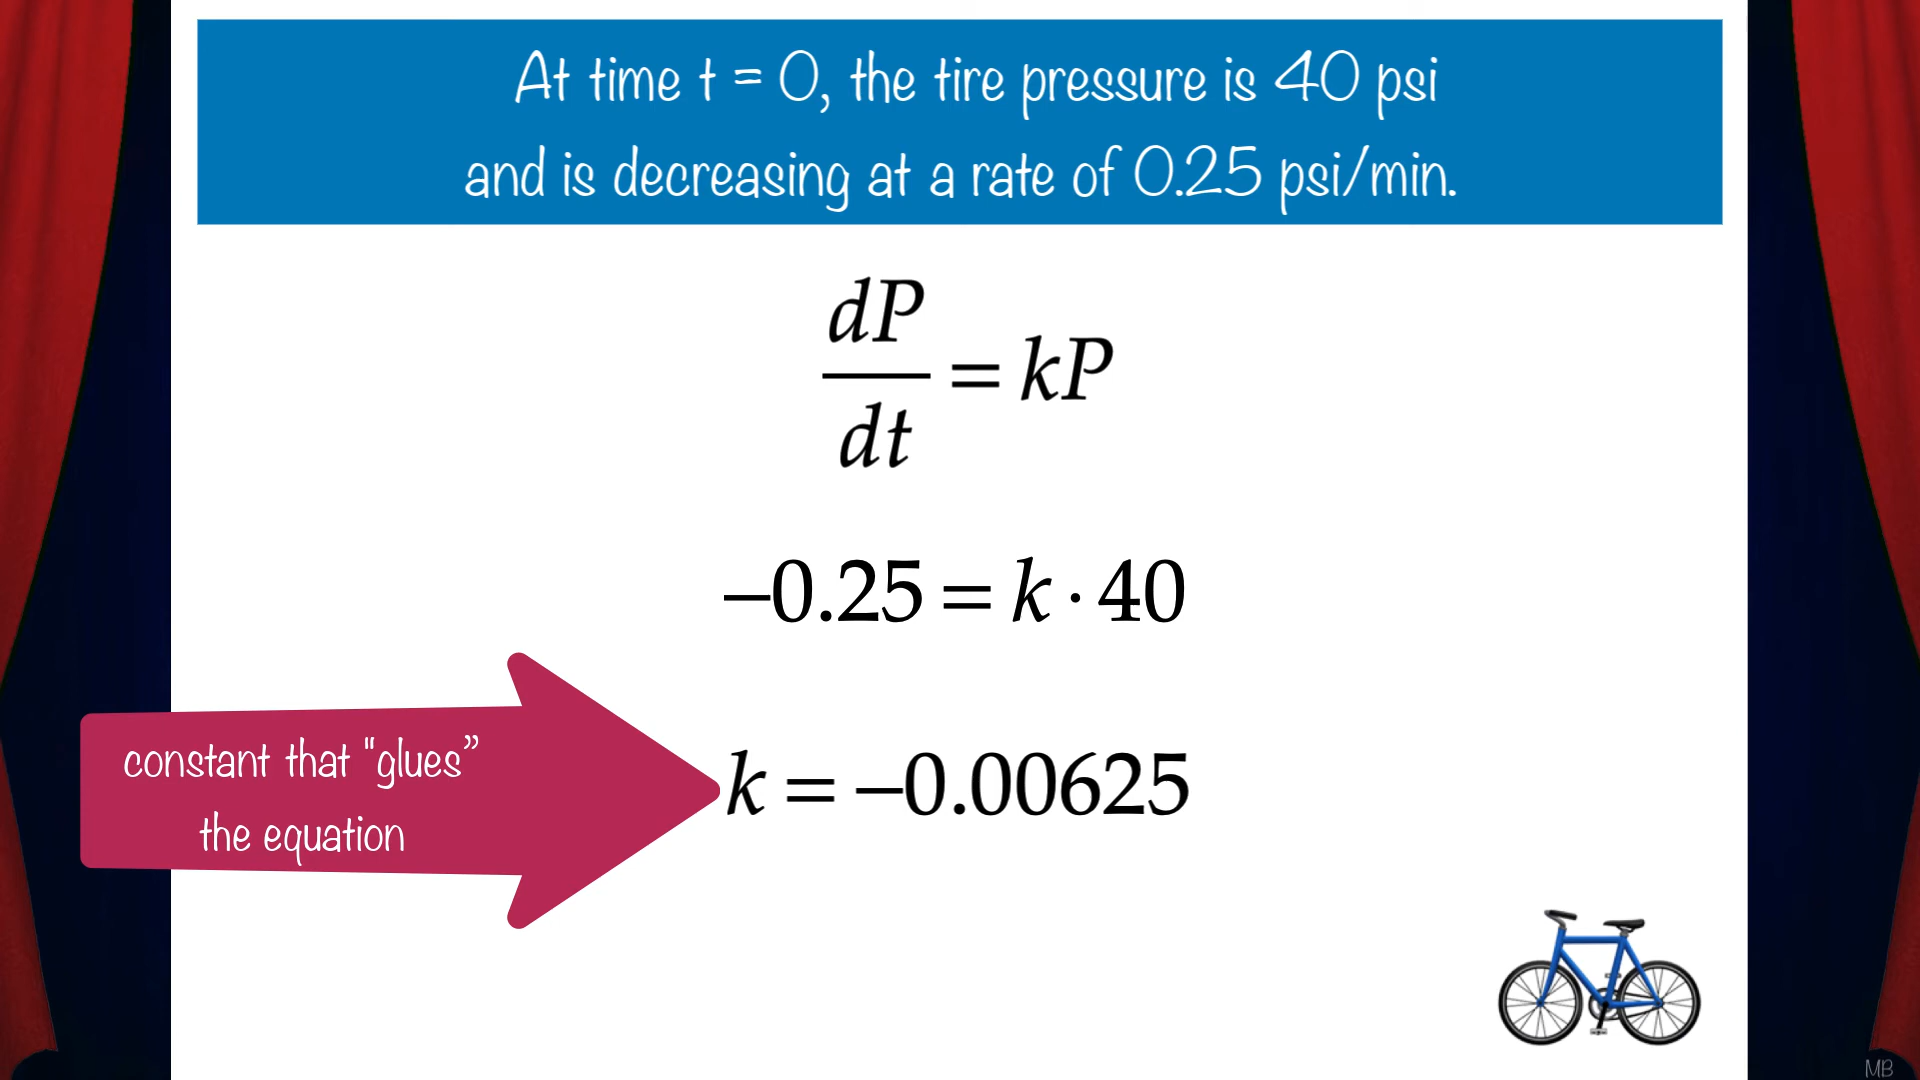 At time t = 0, the tire pressure is 40 psi
and is decreasing at a rate of 0.25 psi/min.
dP/dt = kP
–0.25 = k · 40
constant that "glues”
the equation
k = –0.00625
MB